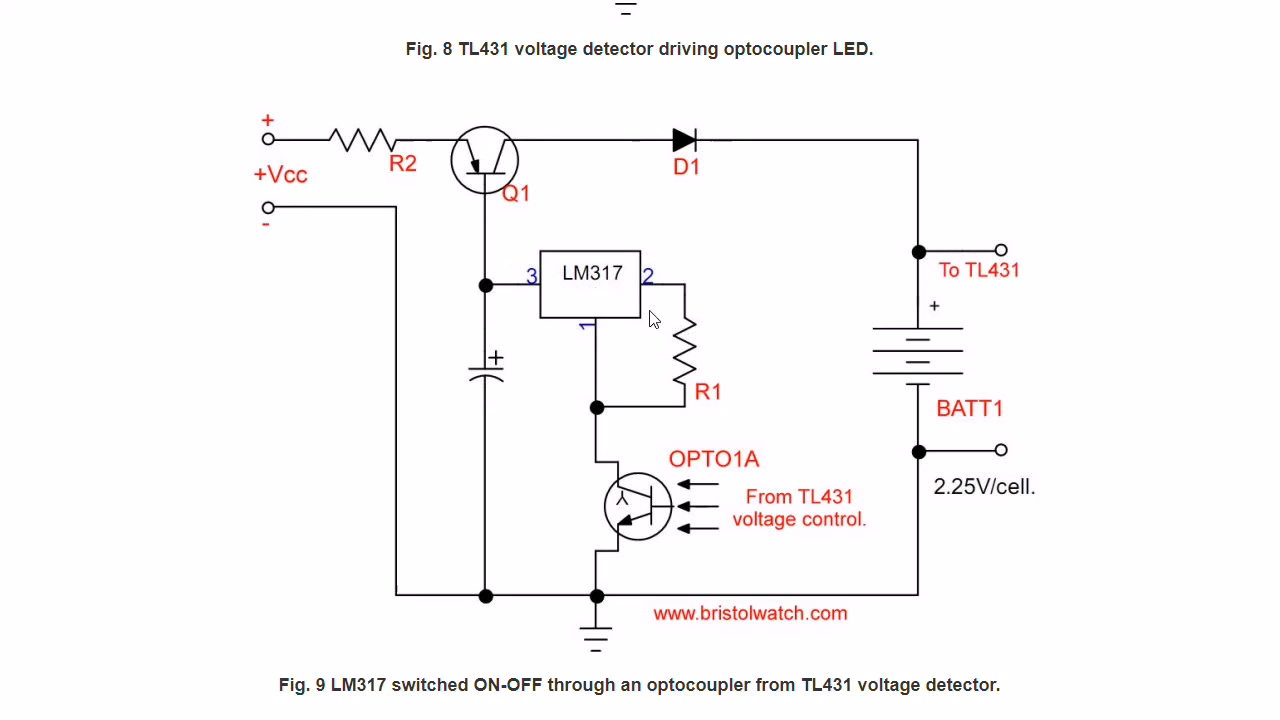 Fig. 8 TL431 voltage detector driving optocoupler LED.
+
R2
D1
+Vcc
Q1
-
3
LM317
2
To TL431
+
1
+
R1
BATT1
OPTO1A
2.25V/cell.
From TL431
voltage control.
www.bristolwatch.com
Fig. 9 LM317 switched ON-OFF through an optocoupler from TL431 voltage detector.